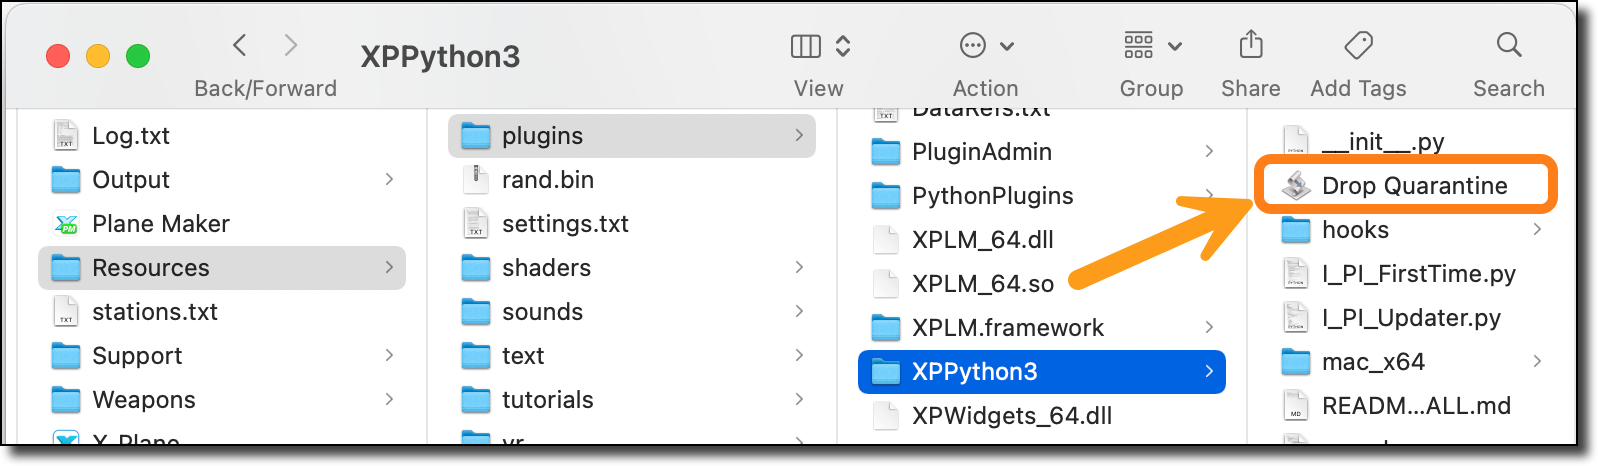 XPPython3
Back/Forward
View
Action
Group
Share
Add Tags
Search
Log.txt
Output
Plane Maker
Resources
stations.txt
Support
Weapons
X-Plane
plugins
rand.bin
settings.txt
shaders
sounds
text
tutorials
vr
DataRefs.txt
PluginAdmin
PythonPlugins
XPLM_64.dll
XPLM_64.so
XPLM.framework
XPPython3
XPWidgets_64.dll
__init__.py
Drop Quarantine
hooks
I_PI_FirstTime.py
I_PI_Updater.py
mac_x64
READM...ALL.md